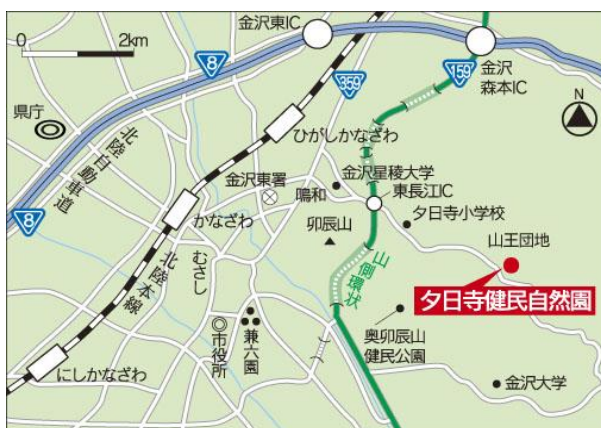 金沢東IC
0 2km
8
359
159
金沢
森本IC
県庁
N
ひがしかなざわ
北陸自動車道
金沢東署
鳴和
金沢星稜大学
東長江IC
夕日寺小学校
8
かなざわ
卯辰山
山王団地
むさし
山側環状
夕日寺健民自然園
北陸本線
市役所
兼六園
奥卯辰山
健民公園
にしかなざわ
金沢大学